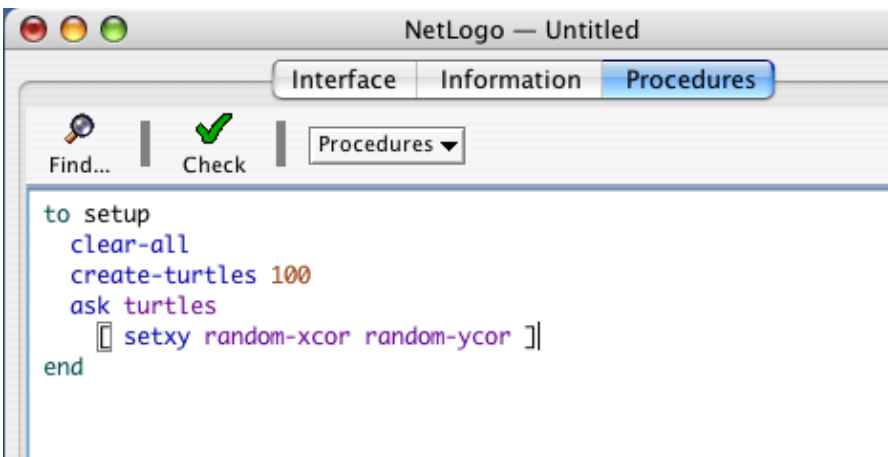 NetLogo — Untitled
Interface Information Procedures
Find... Check Procedures
to setup
clear-all
create-turtles 100
ask turtles
[ setxy random-xcor random-ycor ]
end